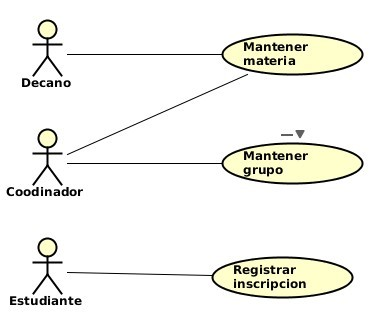 Mantener
materia
Decano
Mantener
grupo
Coodinador
Registrar
inscripcion
Estudiante